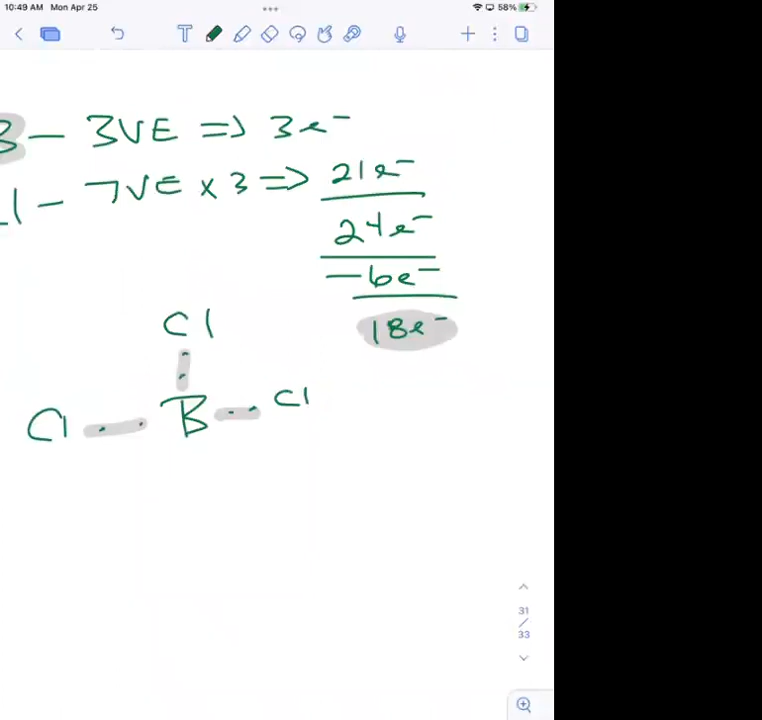 10:49 AM Mon Apr 25
58%
T
B — 3VE => 3e⁻
Cl — 7VE x 3 => 21e⁻
24e⁻
— 6e⁻
18e⁻
Cl
Cl B Cl
31
/
33